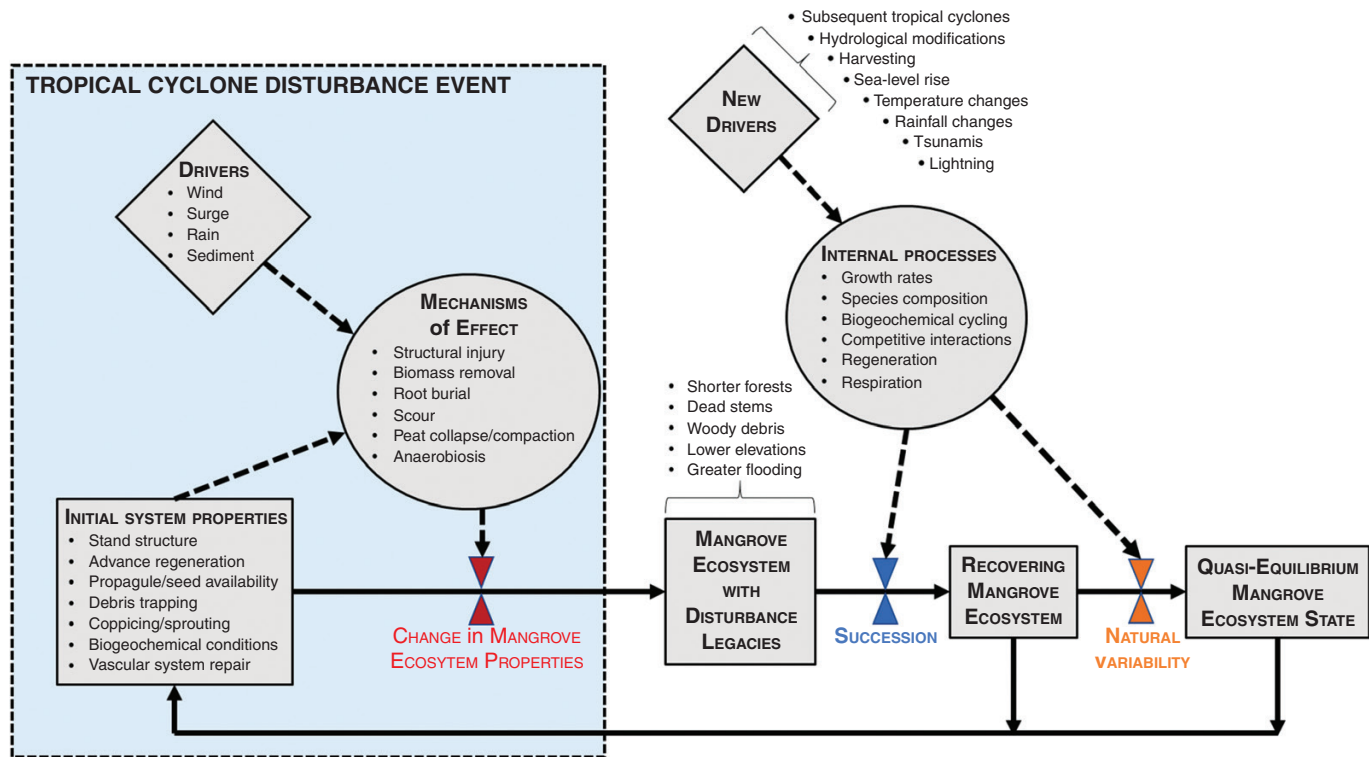 TROPICAL CYCLONE DISTURBANCE EVENT
DRIVERS
• Wind
• Surge
• Rain
• Sediment
MECHANISMS
of EFFECT
• Structural injury
• Biomass removal
• Root burial
• Scour
• Peat collapse/compaction
• Anaerobiosis
INITIAL SYSTEM PROPERTIES
• Stand structure
• Advance regeneration
• Propagule/seed availability
• Debris trapping
• Coppicing/sprouting
• Biogeochemical conditions
• Vascular system repair
CHANGE in MANGROVE
ECOSYTEM PROPERTIES
• Shorter forests
• Dead stems
• Woody debris
• Lower elevations
• Greater flooding
MANGROVE
ECOSYSTEM
WITH
DISTURBANCE
LEGACIES
NEW
DRIVERS
• Subsequent tropical cyclones
• Hydrological modifications
• Harvesting
• Sea-level rise
• Temperature changes
• Rainfall changes
• Tsunamis
• Lightning
INTERNAL PROCESSES
• Growth rates
• Species composition
• Biogeochemical cycling
• Competitive interactions
• Regeneration
• Respiration
SUCCESSION
RECOVERING
MANGROVE
ECOSYSTEM
NATURAL
VARIABILITY
QUASI-EQUILIBRIUM
MANGROVE
ECOSYSTEM STATE